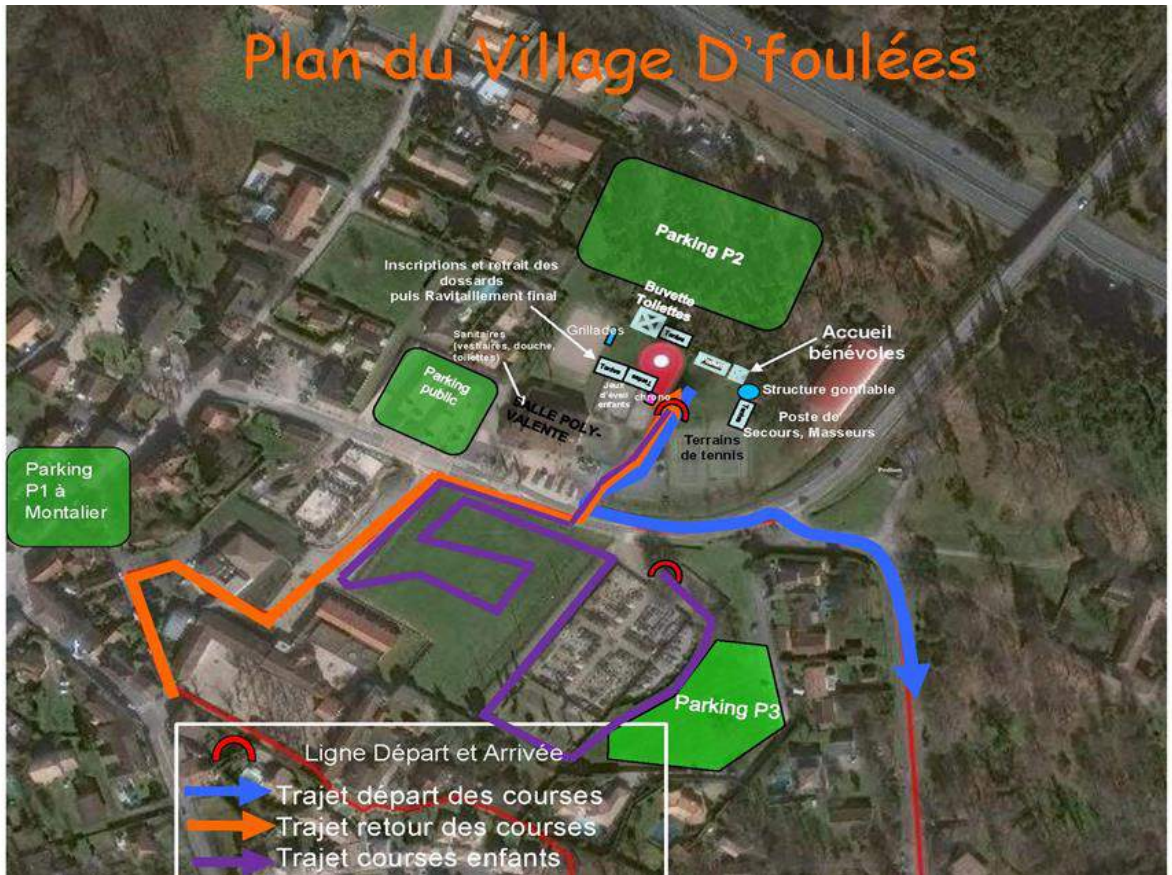 Plan du Village D'foulées
Parking P2
Inscriptions et retrait des
dossards
puis Ravitaillement final
Buvette
Toilettes
Grillades
Sanitaires
(vestiaires, douche,
toilettes)
Accueil
bénévoles
Parking
public
Jeux
d'éveil
enfants
chrono
Structure gonflable
SALLE POLY-
VALENTE
Poste de
Secours, Masseurs
Terrains
de tennis
Parking
P1 à
Montalier
Podium
Parking P3
Ligne Départ et Arrivée
Trajet départ des courses
Trajet retour des courses
Trajet courses enfants